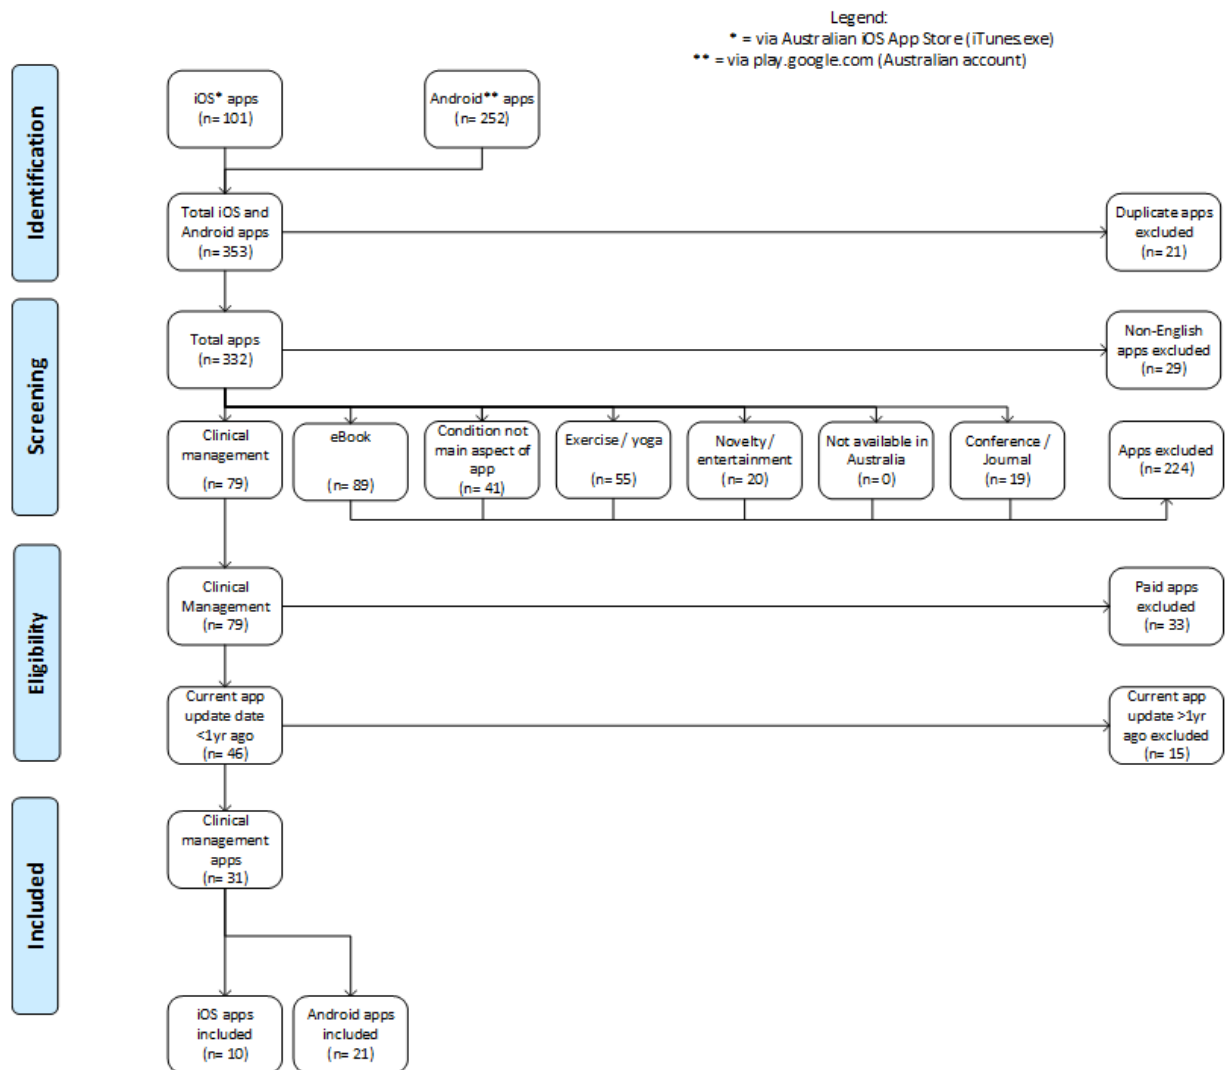 Legend:
* = via Australian iOS App Store (iTunes.exe)
** = via play.google.com (Australian account)
Identification
iOS* apps
(n= 101)
Android** apps
(n= 252)
Total iOS and
Android apps
(n= 353)
Duplicate apps
excluded
(n= 21)
Screening
Total apps
(n= 332)
Non-English
apps excluded
(n= 29)
Clinical
management
(n= 79)
eBook
(n= 89)
Condition not
main aspect of
app
(n= 41)
Exercise / yoga
(n= 55)
Novelty /
entertainment
(n= 20)
Not available in
Australia
(n= 0)
Conference /
Journal
(n= 19)
Apps excluded
(n= 224)
Eligibility
Clinical
Management
(n= 79)
Paid apps
excluded
(n= 33)
Current app
update date
<1yr ago
(n= 46)
Current app
update >1yr
ago excluded
(n= 15)
Included
Clinical
management
apps
(n= 31)
iOS apps
included
(n= 10)
Android apps
included
(n= 21)